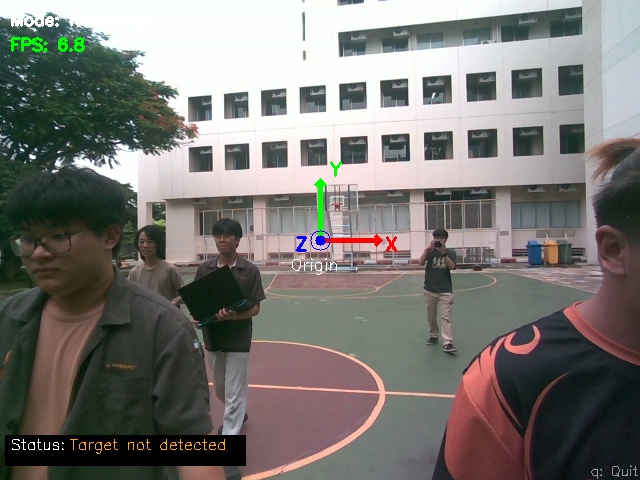 Mode:
FPS: 6.8
Y
Z
X
Origin
Status: Target not detected
q: Quit